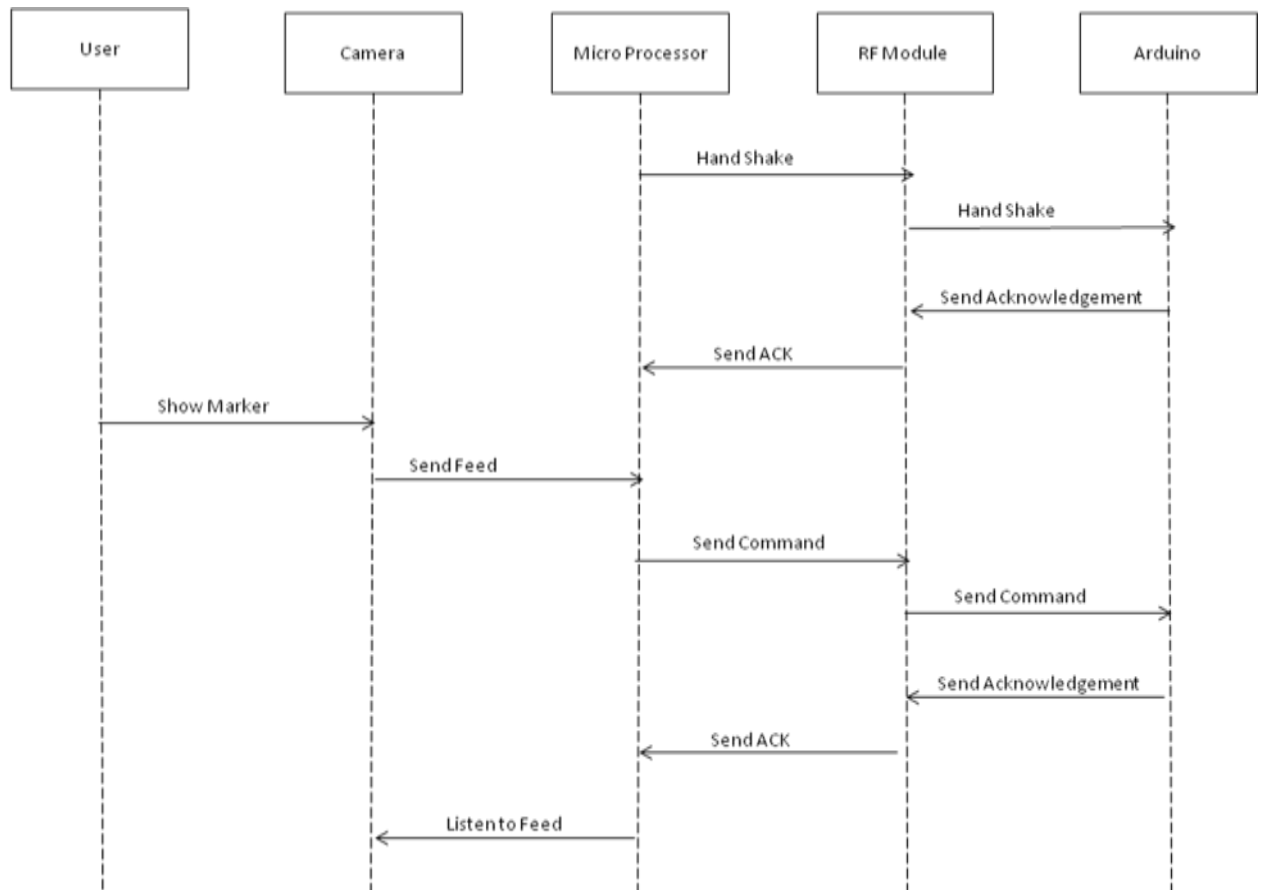 User
Camera
Micro Processor
RF Module
Arduino
Hand Shake
Hand Shake
Send Acknowledgement
Send ACK
Show Marker
Send Feed
Send Command
Send Command
Send Acknowledgement
Send ACK
Listen to Feed